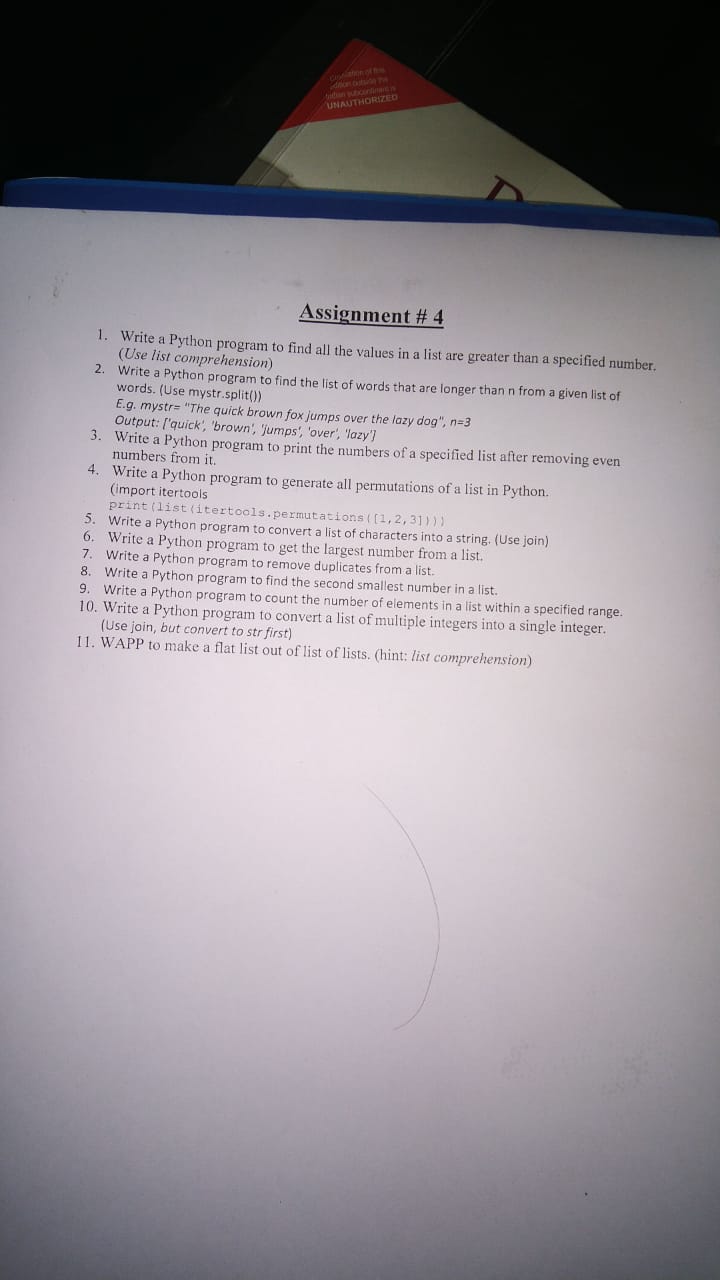 Circulation of this
edition outside the
Indian subcontinent is
UNAUTHORIZED
Assignment # 4
1. Write a Python program to find all the values in a list are greater than a specified number.
(Use list comprehension)
2. Write a Python program to find the list of words that are longer than n from a given list of
words. (Use mystr.split())
E.g. mystr= "The quick brown fox jumps over the lazy dog", n=3
Output: ['quick', 'brown', 'jumps', 'over', 'lazy']
3. Write a Python program to print the numbers of a specified list after removing even
numbers from it.
4. Write a Python program to generate all permutations of a list in Python.
(import itertools
print(list(itertools.permutations([1,2,3])))
5. Write a Python program to convert a list of characters into a string. (Use join)
6. Write a Python program to get the largest number from a list.
7. Write a Python program to remove duplicates from a list.
8. Write a Python program to find the second smallest number in a list.
9. Write a Python program to count the number of elements in a list within a specified range.
10. Write a Python program to convert a list of multiple integers into a single integer.
(Use join, but convert to str first)
11. WAPP to make a flat list out of list of lists. (hint: list comprehension)